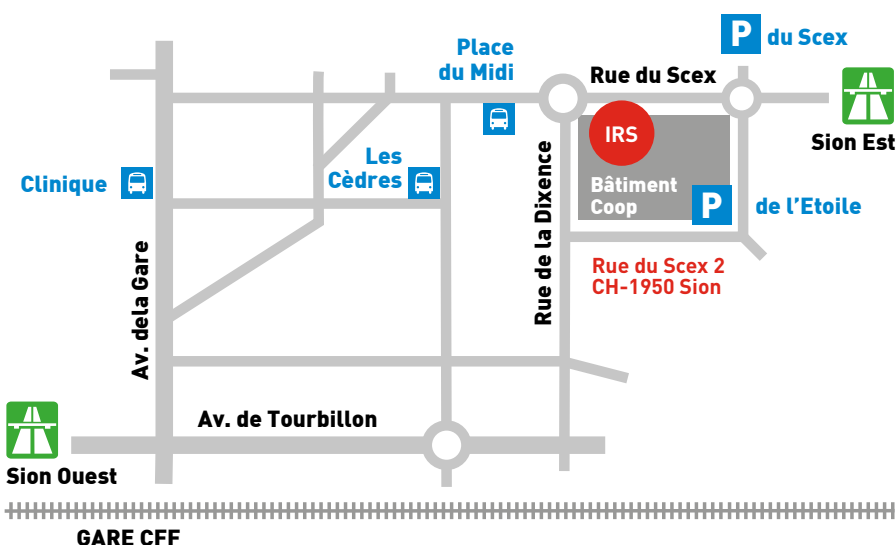 P du Scex
Place
du Midi
Rue du Scex
Sion Est
IRS
Les
Cèdres
Clinique
Bâtiment
Coop
P
de l'Etoile
Rue de la Dixence
Av. dela Gare
Rue du Scex 2
CH-1950 Sion
Av. de Tourbillon
Sion Ouest
GARE CFF